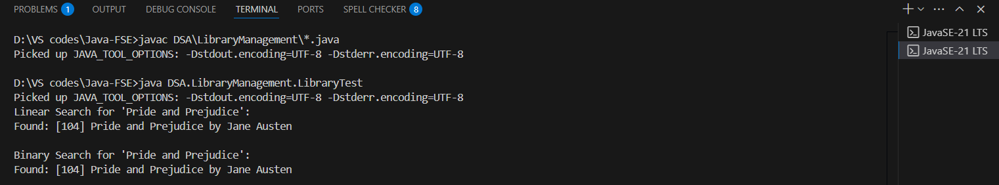 PROBLEMS 1 OUTPUT DEBUG CONSOLE TERMINAL PORTS SPELL CHECKER 8
D:\VS codes\Java-FSE>javac DSA\LibraryManagement\*.java
Picked up JAVA_TOOL_OPTIONS: -Dstdout.encoding=UTF-8 -Dstderr.encoding=UTF-8
D:\VS codes\Java-FSE>java DSA.LibraryManagement.LibraryTest
Picked up JAVA_TOOL_OPTIONS: -Dstdout.encoding=UTF-8 -Dstderr.encoding=UTF-8
Linear Search for 'Pride and Prejudice':
Found: [104] Pride and Prejudice by Jane Austen
Binary Search for 'Pride and Prejudice':
Found: [104] Pride and Prejudice by Jane Austen
JavaSE-21 LTS
JavaSE-21 LTS